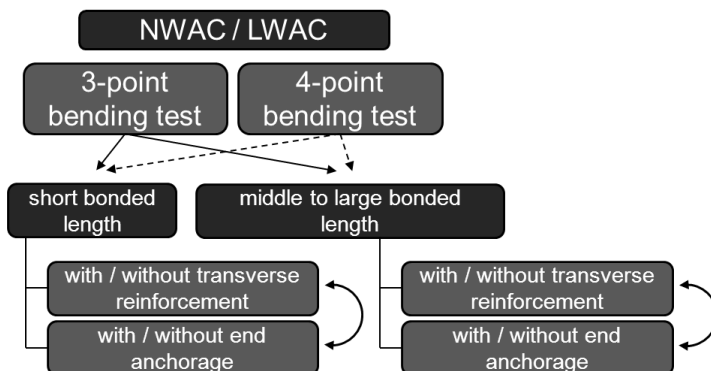 NWAC / LWAC
3-point
bending test
4-point
bending test
short bonded
length
middle to large bonded
length
with / without transverse
reinforcement
with / without end
anchorage
with / without transverse
reinforcement
with / without end
anchorage